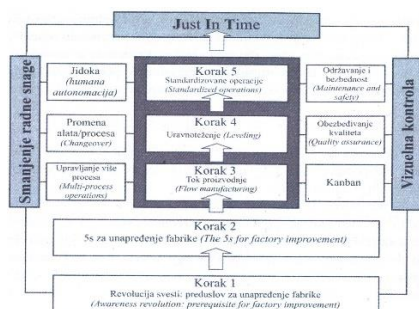 Just In Time
Smanjenje radne snage
Vizuelna kontrola
Jidoka
(humana
autonomacija)
Korak 5
Standardizovane operacije
(Standardized operations)
Održavanje i
bezbednost
(Maintenance and
safety)
Promena
alata/procesa
(Changeover)
Korak 4
Uravnoteženje (Leveling)
Obezbeđivanje
kvaliteta
(Quality assurance)
Upravljanje više
procesa
(Multi-process
operations)
Korak 3
Tok proizvodnje
(Flow manufacturing)
Kanban
Korak 2
5s za unapređenje fabrike (The 5s for factory improvement)
Korak 1
Revolucija svesti: preduslov za unapređenje fabrike
(Awareness revolution: prerequisite for factory improvement)